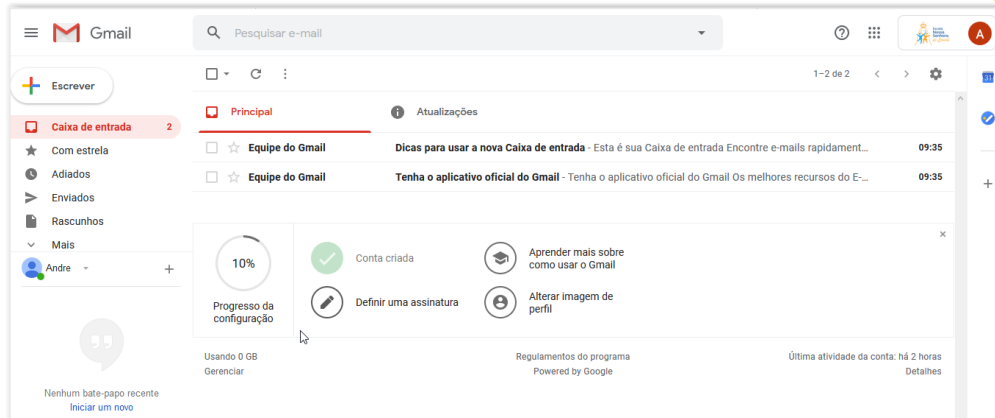 Gmail
Pesquisar e-mail
A
Escrever
1–2 de 2
31
Principal
Atualizações
Caixa de entrada 2
Com estrela
Adiados
Enviados
Rascunhos
Mais
Equipe do Gmail Dicas para usar a nova Caixa de entrada - Esta é sua Caixa de entrada Encontre e-mails rapidament... 09:35
Equipe do Gmail Tenha o aplicativo oficial do Gmail - Tenha o aplicativo oficial do Gmail Os melhores recursos do E-... 09:35
Andre
10%
Progresso da
configuração
Conta criada
Aprender mais sobre
como usar o Gmail
Definir uma assinatura
Alterar imagem de
perfil
Usando 0 GB
Gerenciar
Regulamentos do programa
Powered by Google
Última atividade da conta: há 2 horas
Detalhes
Nenhum bate-papo recente
Iniciar um novo